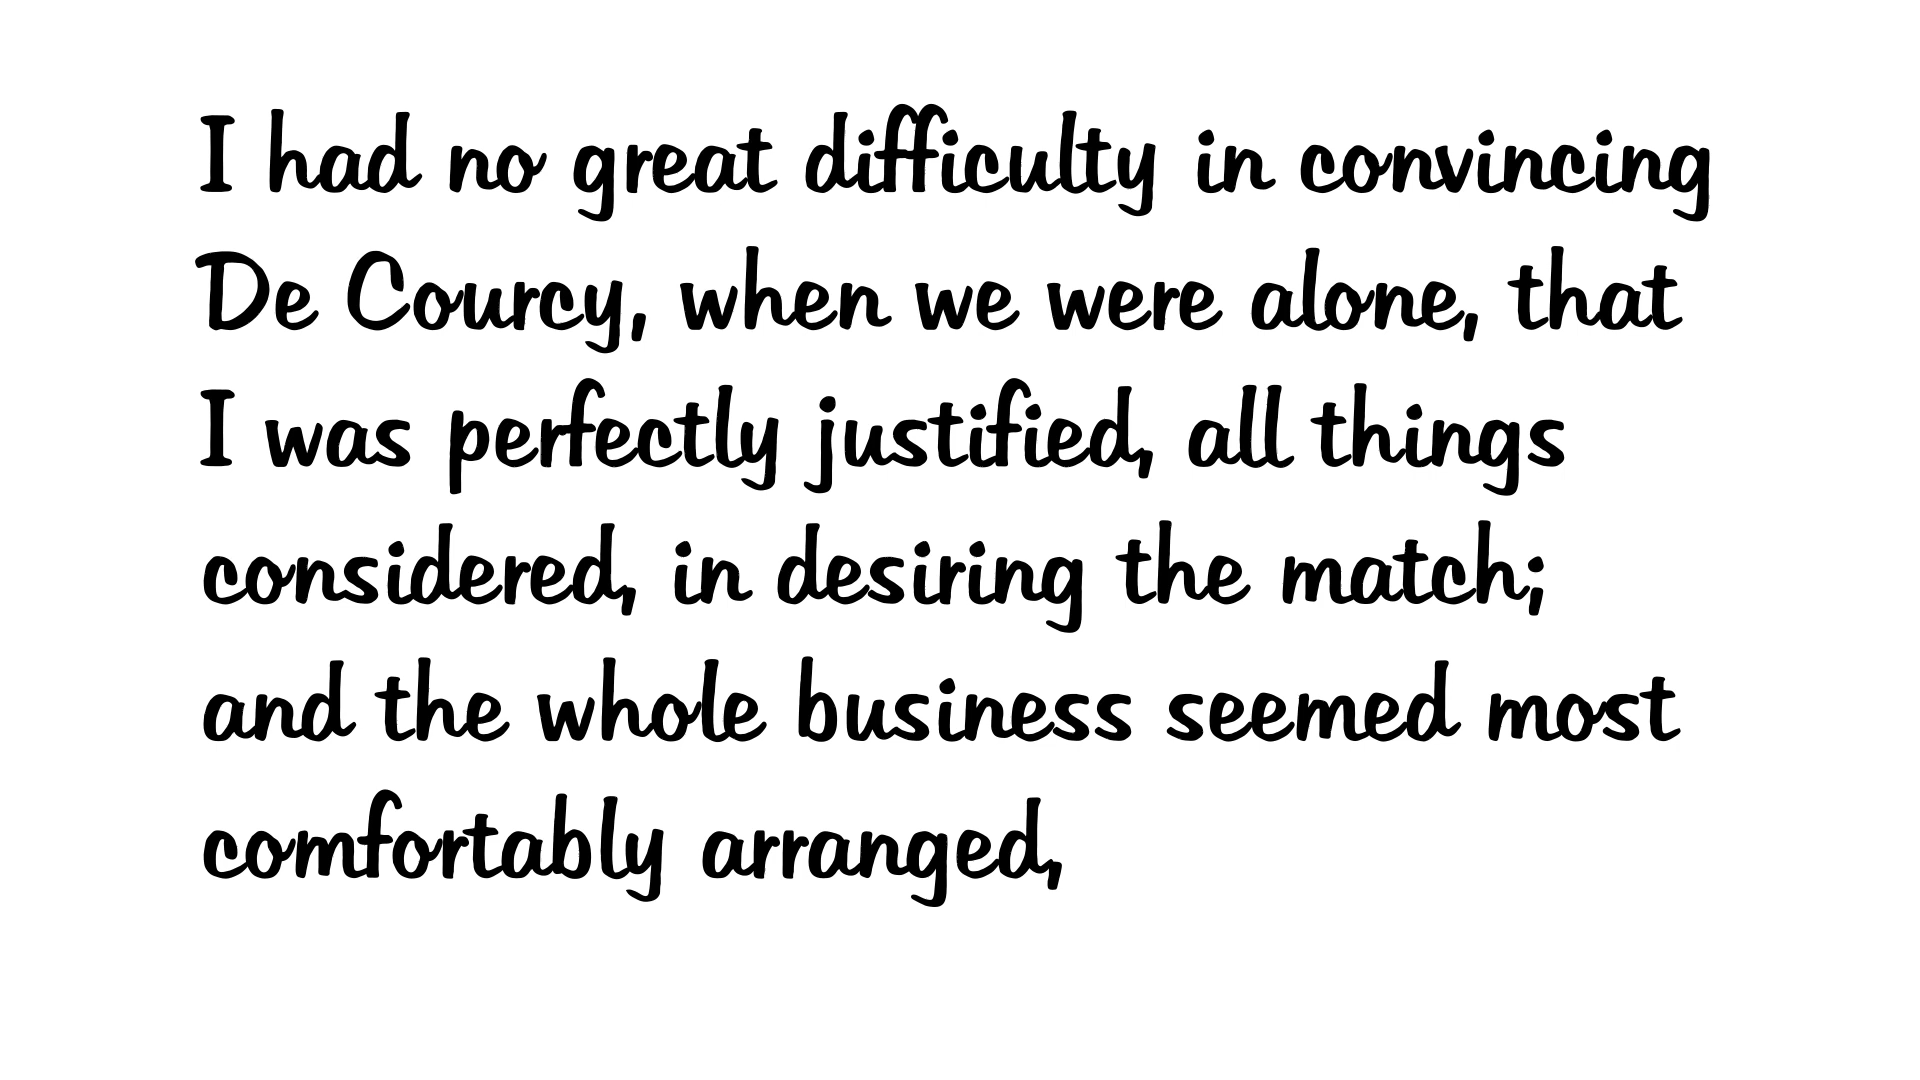 I had no great difficulty in convincing
De Courcy, when we were alone, that
I was perfectly justified, all things
considered, in desiring the match;
and the whole business seemed most
comfortably arranged,